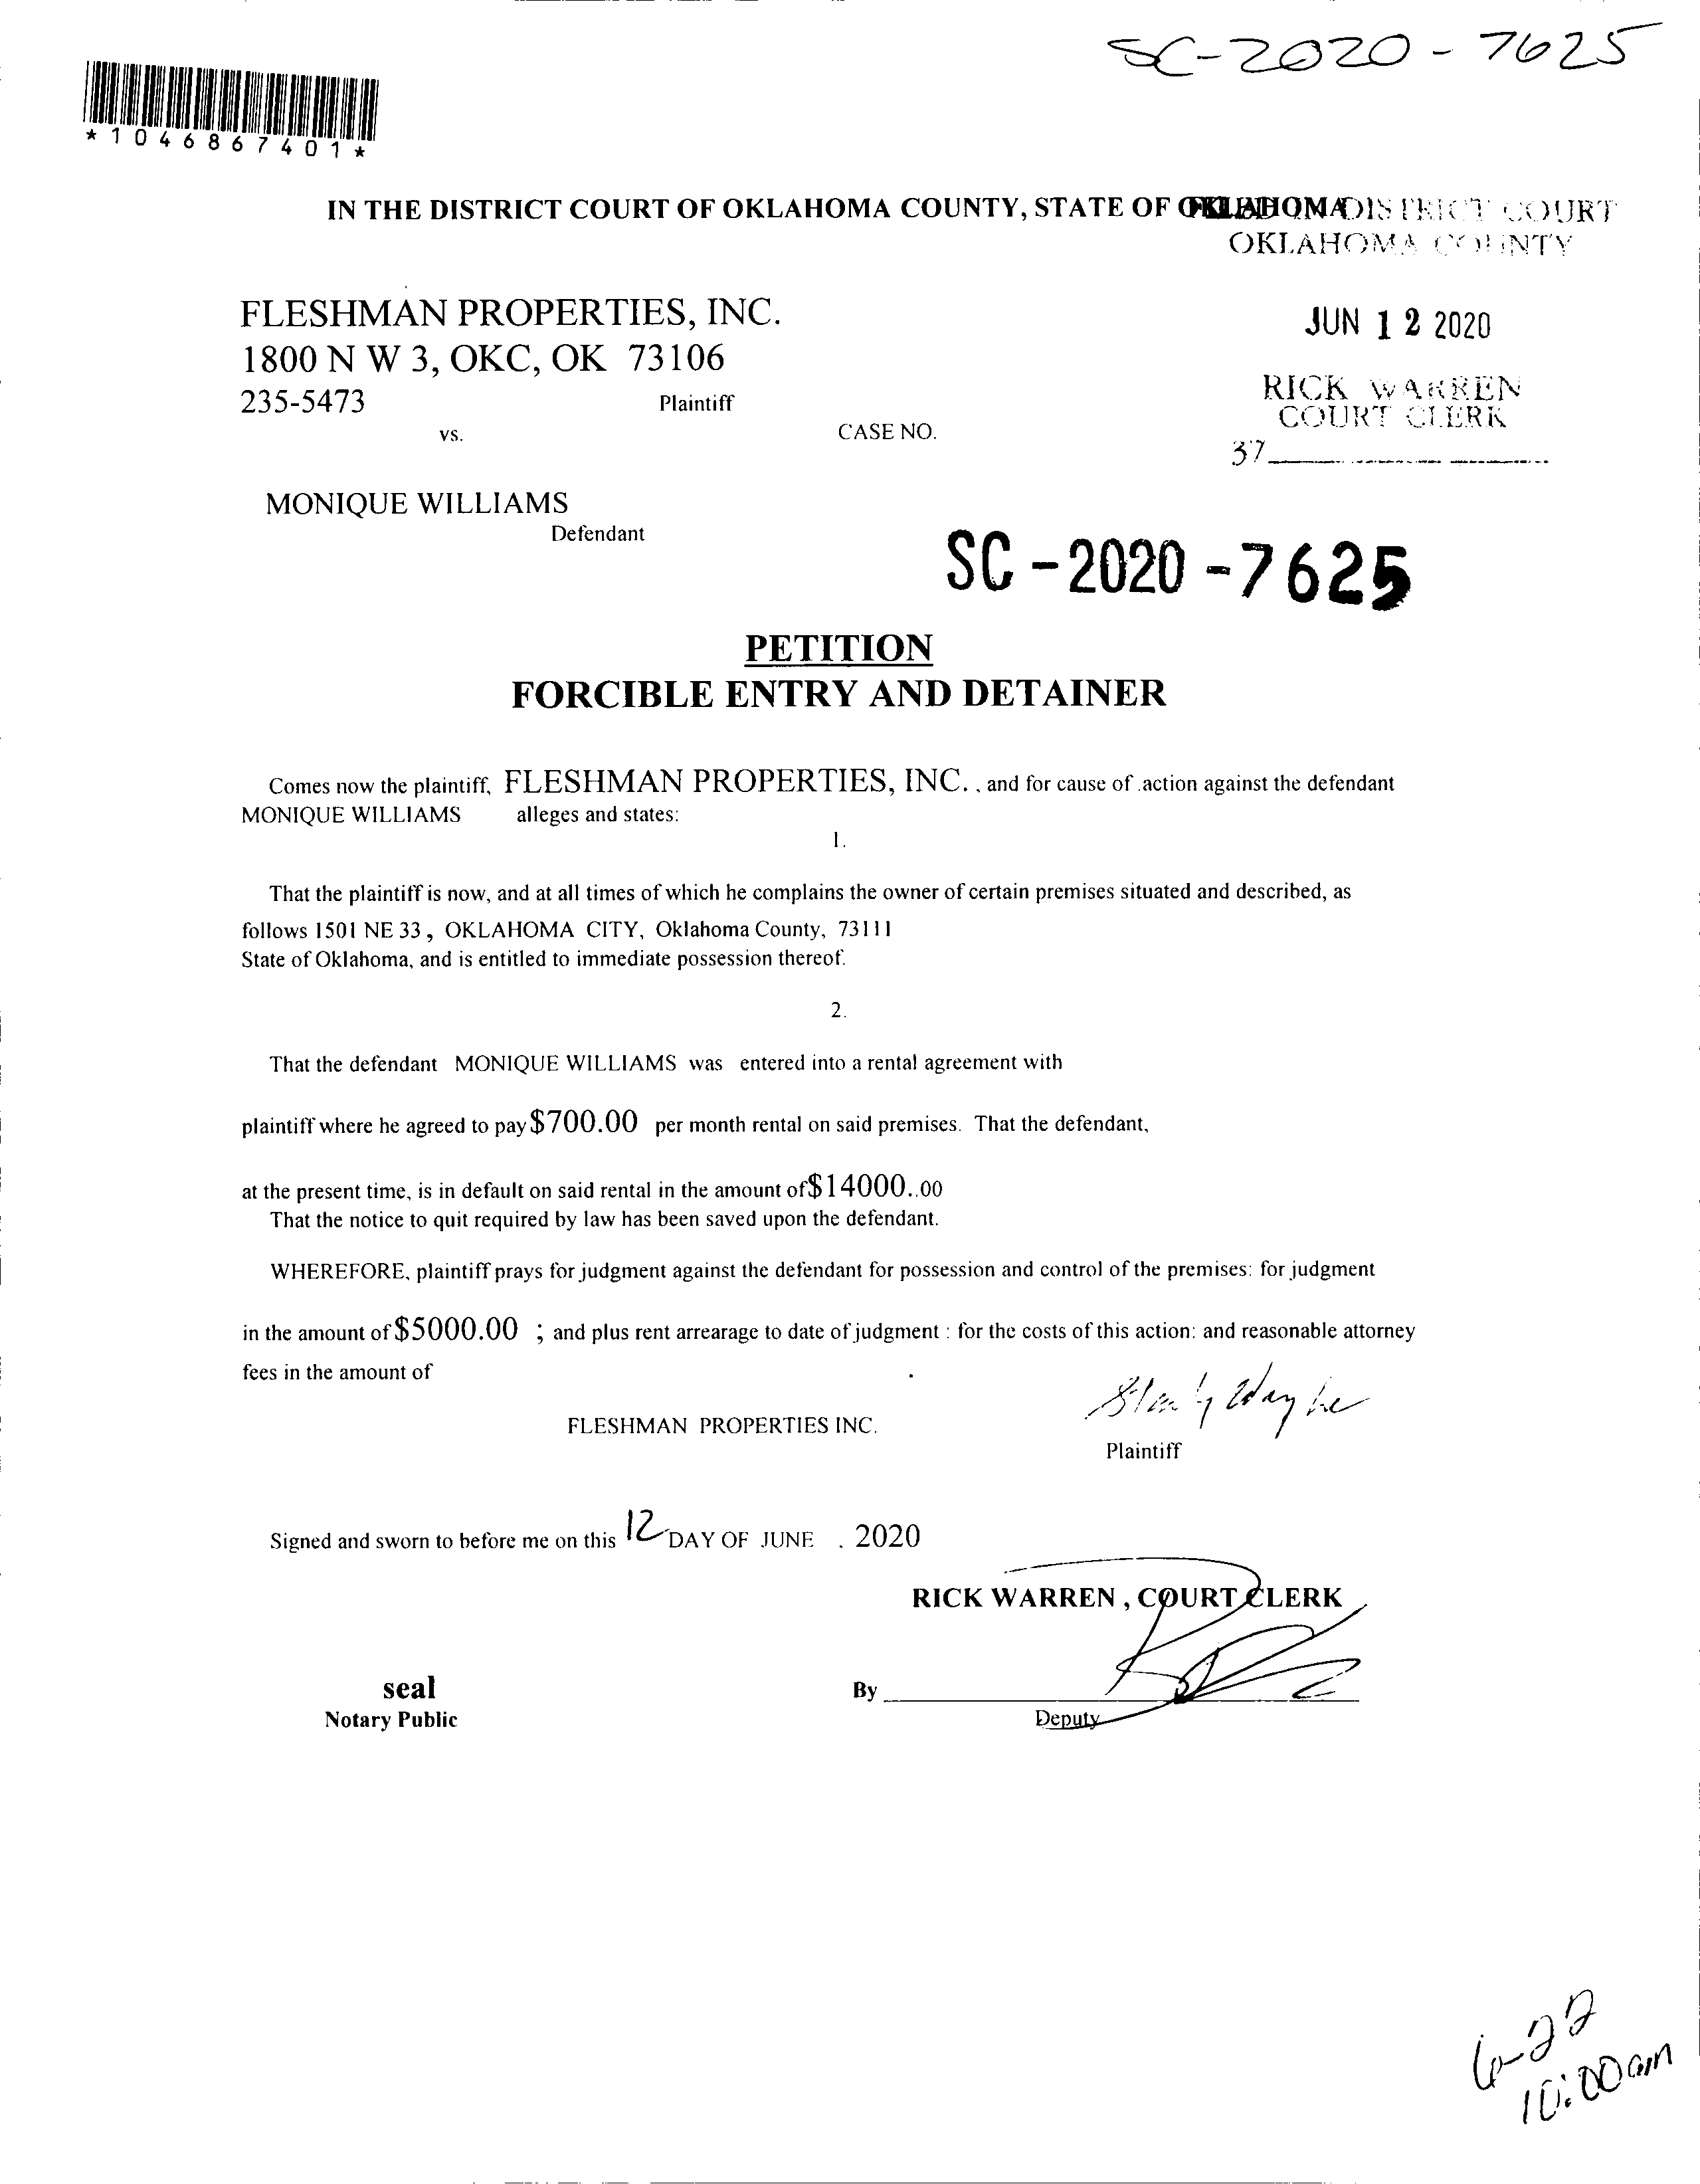 SC-2020-7625
*1046867401*
IN THE DISTRICT COURT OF OKLAHOMA COUNTY, STATE OF OKLAHOMA
DISTRICT COURT
OKLAHOMA COUNTY
FLESHMAN PROPERTIES, INC.
JUN 12 2020
1800 N W 3, OKC, OK 73106
RICK WARREN
235-5473 Plaintiff
COURT CLERK
vs. CASE NO.
37
MONIQUE WILLIAMS
Defendant
SC-2020-7625
PETITION
FORCIBLE ENTRY AND DETAINER
Comes now the plaintiff, FLESHMAN PROPERTIES, INC. , and for cause of action against the defendant
MONIQUE WILLIAMS alleges and states:
1.
That the plaintiff is now, and at all times of which he complains the owner of certain premises situated and described, as
follows 1501 NE 33 , OKLAHOMA CITY, Oklahoma County, 73111
State of Oklahoma, and is entitled to immediate possession thereof.
2.
That the defendant MONIQUE WILLIAMS was entered into a rental agreement with
plaintiff where he agreed to pay $700.00 per month rental on said premises. That the defendant,
at the present time, is in default on said rental in the amount of $14000..00
That the notice to quit required by law has been saved upon the defendant.
WHEREFORE, plaintiff prays for judgment against the defendant for possession and control of the premises: for judgment
in the amount of $5000.00 ; and plus rent arrearage to date of judgment : for the costs of this action: and reasonable attorney
fees in the amount of
FLESHMAN PROPERTIES INC.
Plaintiff
Signed and sworn to before me on this 12 DAY OF JUNE . 2020
RICK WARREN , COURT CLERK
seal
By
Notary Public
Deputy
6-22
10:00am